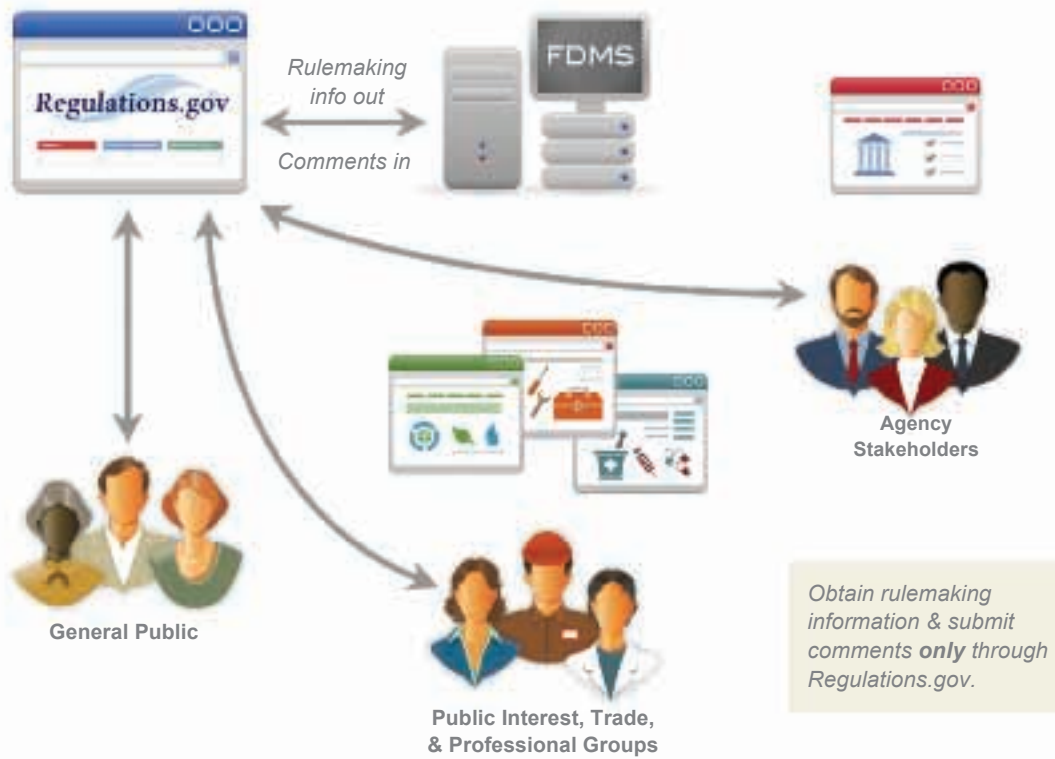 Regulations.gov
Rulemaking
info out
Comments in
FDMS
Agency
Stakeholders
General Public
Public Interest, Trade,
& Professional Groups
Obtain rulemaking
information & submit
comments only through
Regulations.gov.